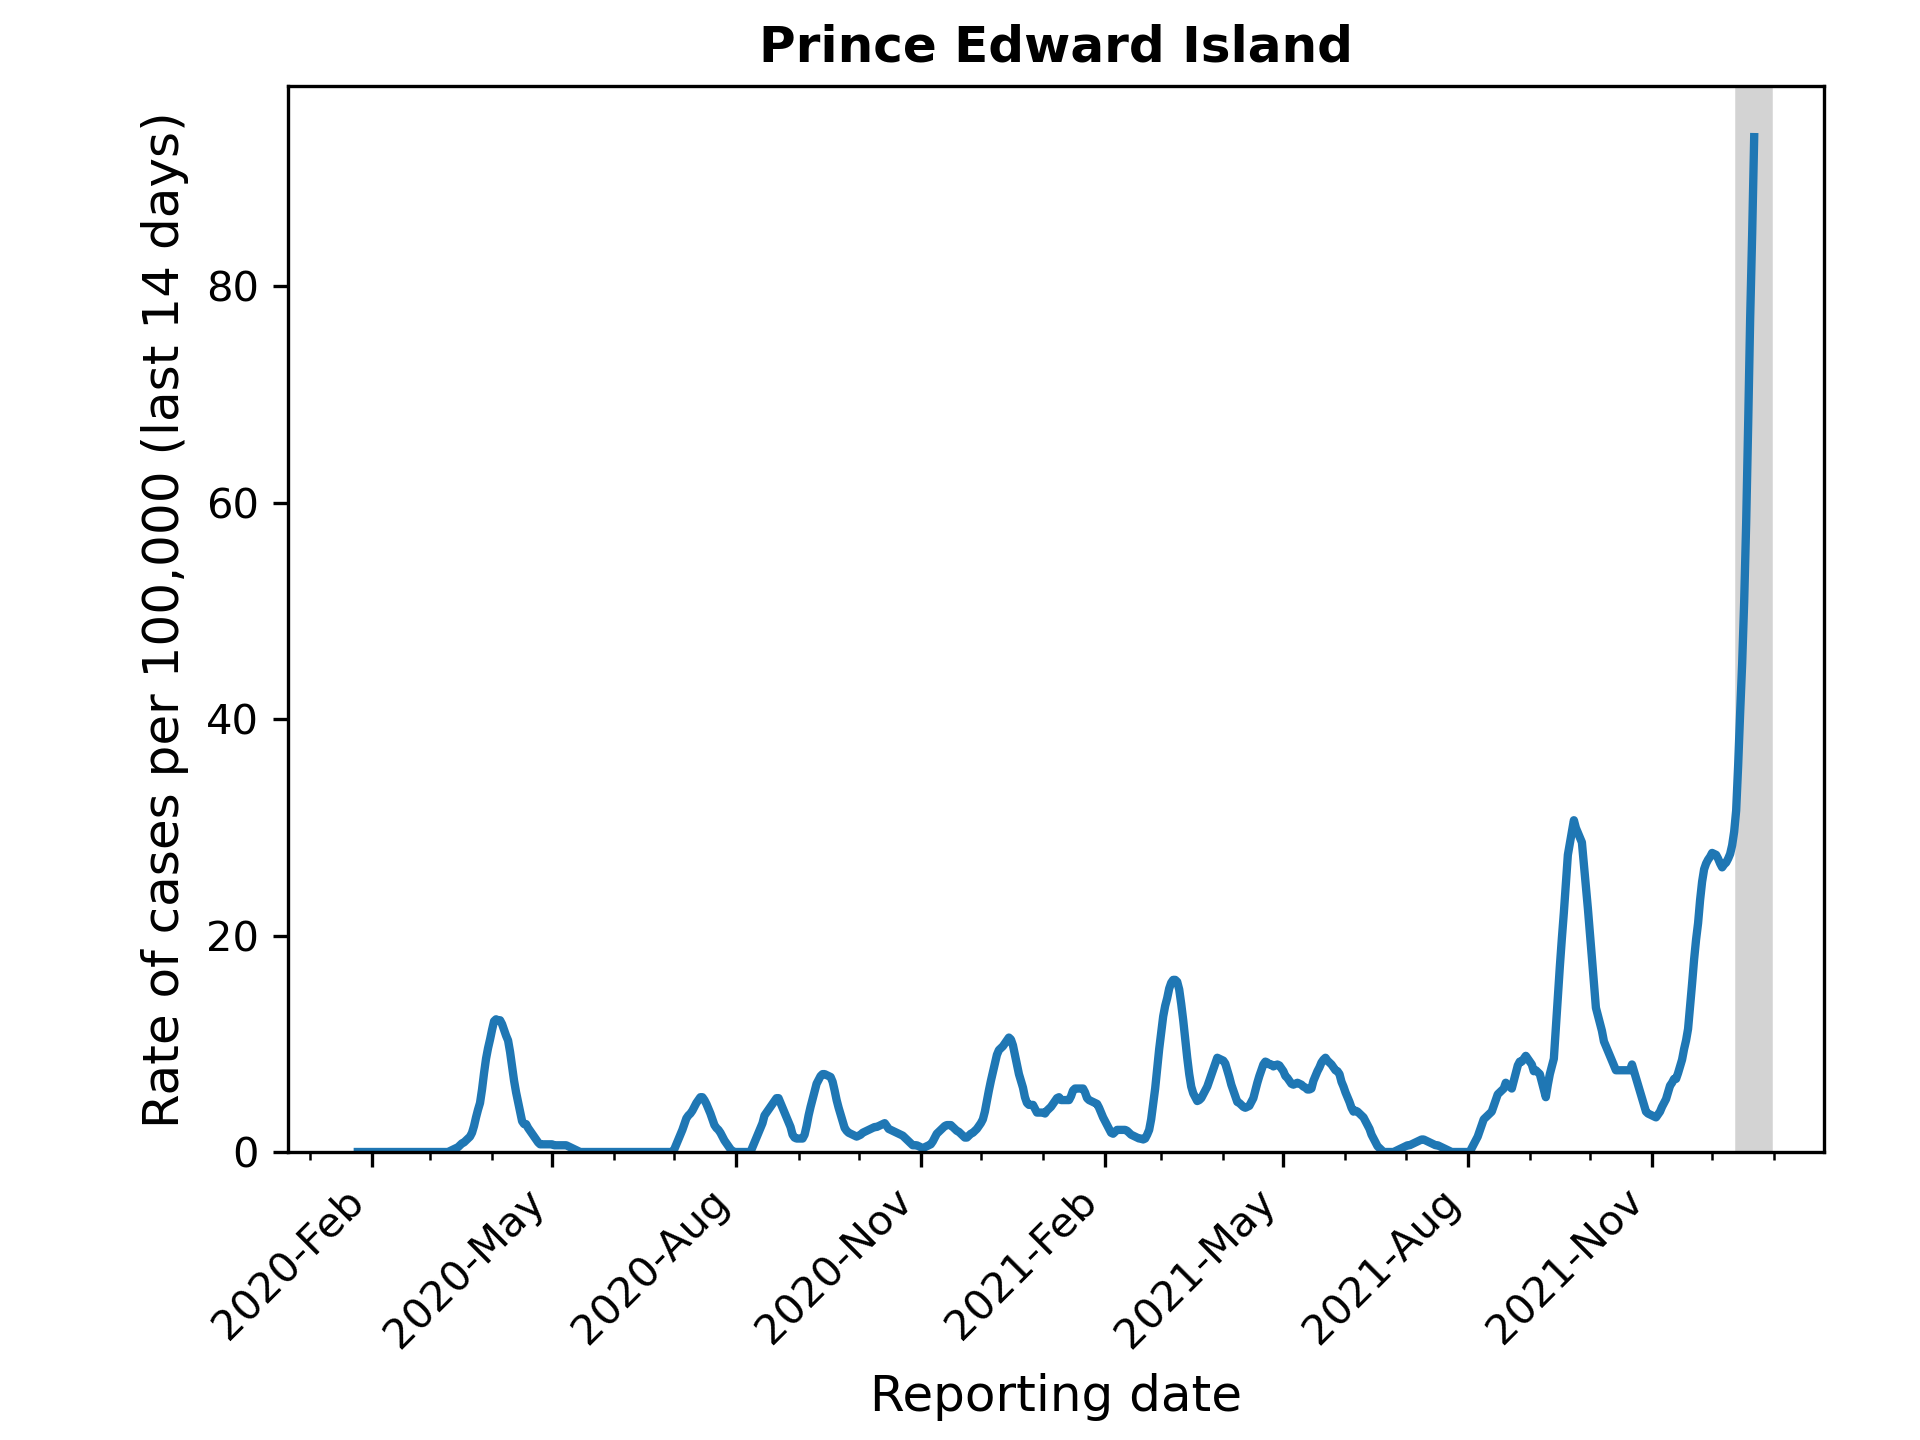 Prince Edward Island
Rate of cases per 100,000 (last 14 days)
80
60
40
20
0
2020-Feb
2020-May
2020-Aug
2020-Nov
2021-Feb
2021-May
2021-Aug
2021-Nov
Reporting date